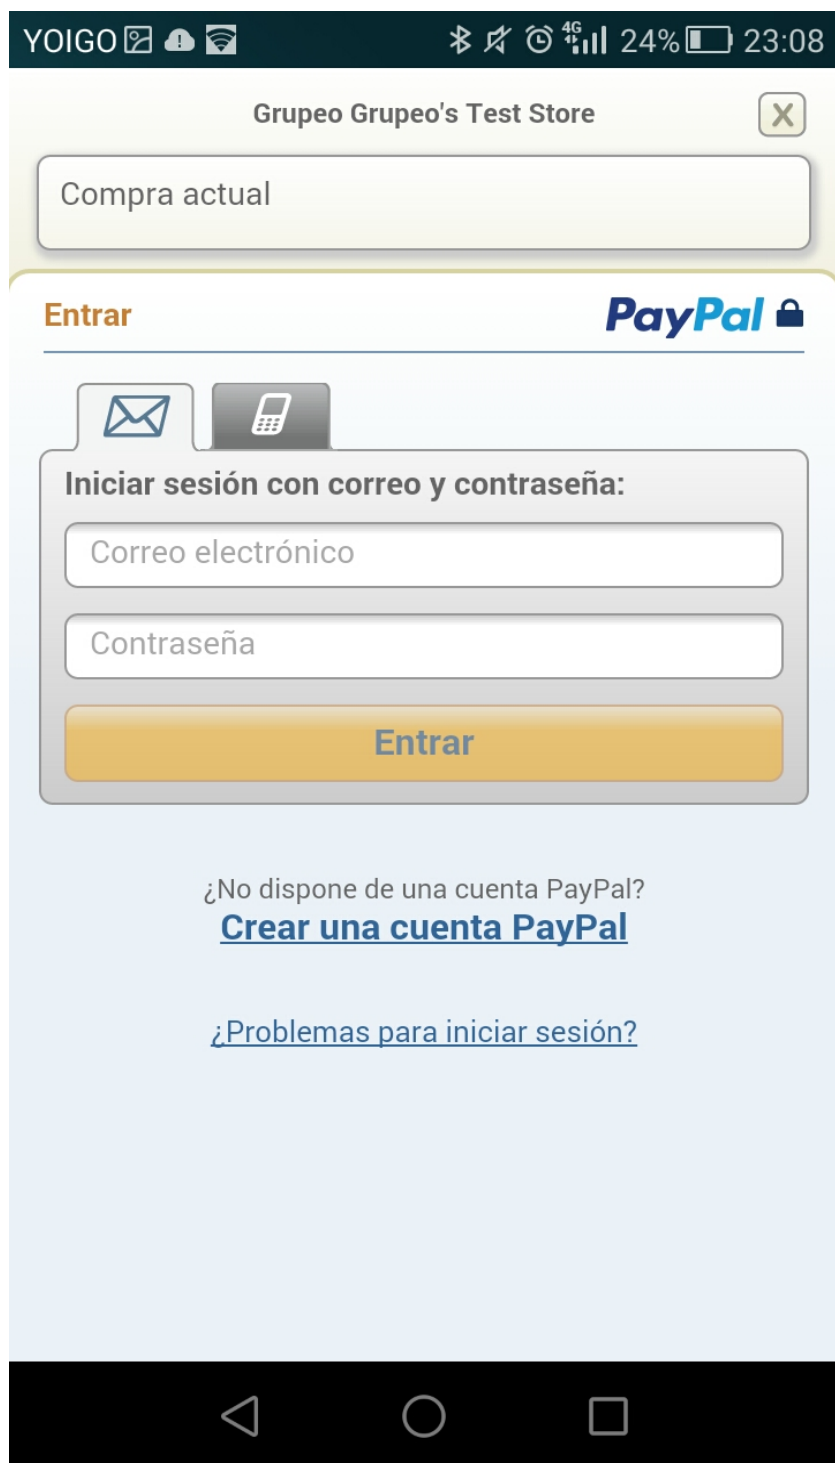 YOIGO 4G 24% 23:08
Grupeo Grupeo's Test Store X
Compra actual
Entrar PayPal
Iniciar sesión con correo y contraseña:
Correo electrónico
Contraseña
Entrar
¿No dispone de una cuenta PayPal?
Crear una cuenta PayPal
¿Problemas para iniciar sesión?